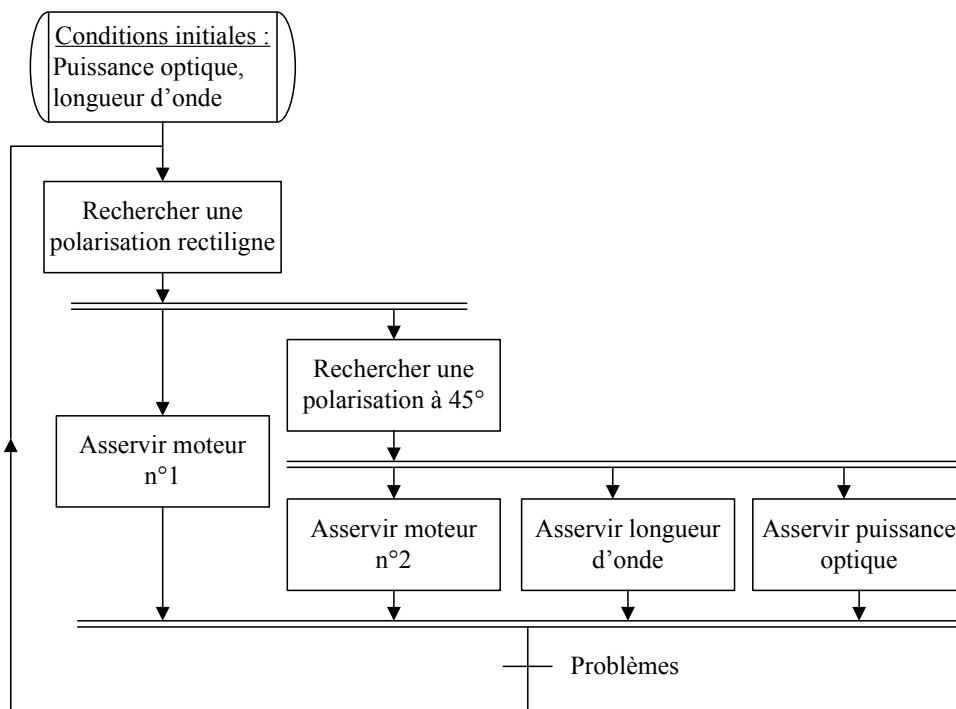 Conditions initiales :
Puissance optique,
longueur d’onde
Rechercher une
polarisation rectiligne
Rechercher une
polarisation à 45°
Asservir moteur
n°1
Asservir moteur
n°2
Asservir longueur
d’onde
Asservir puissance
optique
Problèmes